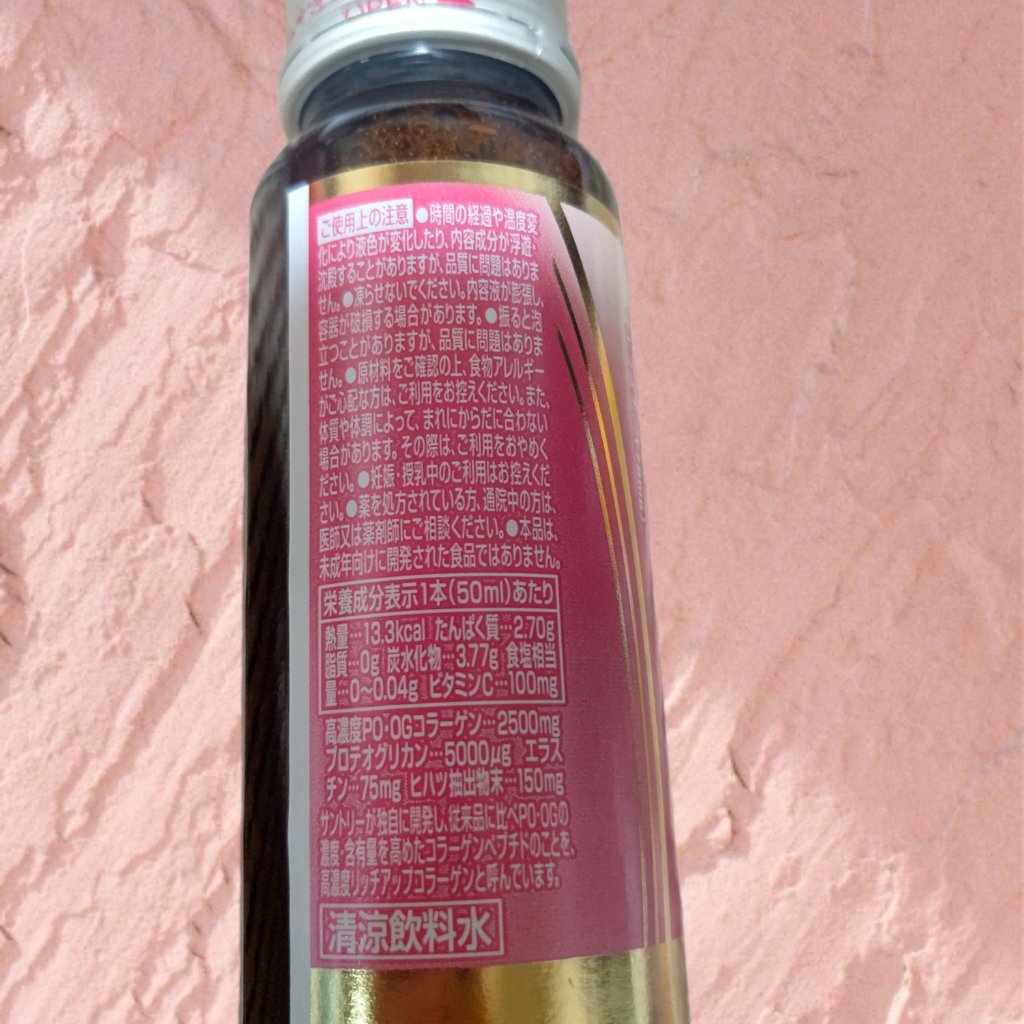 OPEN
ご使用上の注意 ●時間の経過や温度変
化により液色が変化したり、内容成分が浮遊・
沈殿することがありますが、品質に問題はありま
せん。●凍らせないでください。内容液が膨張し、
容器が破損する場合があります。●振ると泡
立つことがありますが、品質に問題はありま
せん。●原材料をご確認の上、食物アレルギー
がご心配な方は、ご利用をお控えください。また、
体質や体調によって、まれにからだに合わない
場合があります。その際は、ご利用をおやめく
ださい。●妊娠・授乳中のご利用はお控えくだ
さい。●薬を処方されている方、通院中の方は、
医師又は薬剤師にご相談ください。●本品は、
未成年向けに開発された食品ではありません。
栄養成分表示1本(50ml)あたり
熱量…13.3kcal たんぱく質…2.70g
脂質…0g 炭水化物…3.77g 食塩相当
量…0〜0.04g ビタミンC…100mg
高濃度PO・OGコラーゲン…2500mg
プロテオグリカン…5000μg エラス
チン…75mg ヒハツ抽出物末…150mg
サントリーが独自に開発し、従来品に比べPO・OGの
濃度・含有量を高めたコラーゲンペプチドのことを、
高濃度リッチアップコラーゲンと呼んでいます。
清涼飲料水